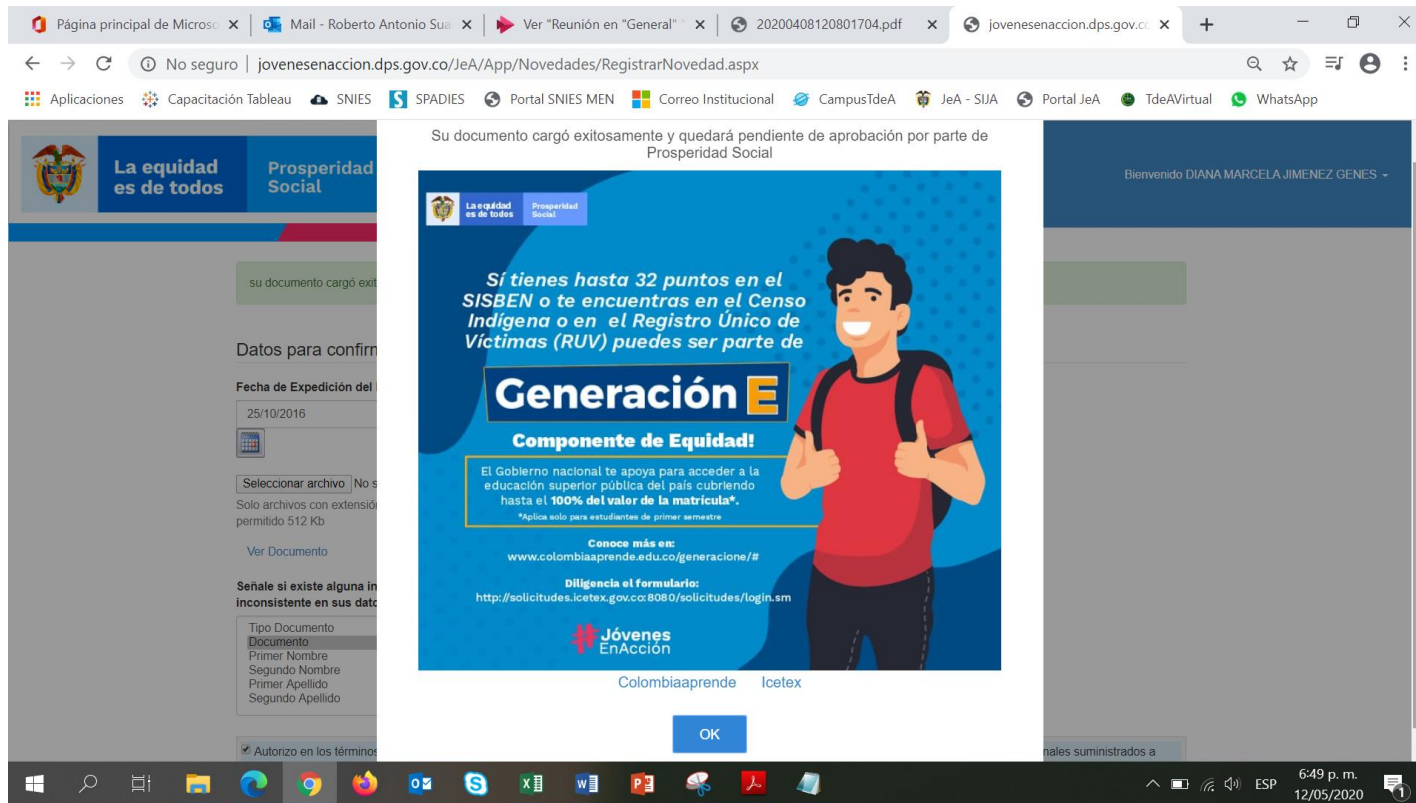 Página principal de Microso
Mail - Roberto Antonio Sua
Ver "Reunión en "General"
20200408120801704.pdf
jovenesenaccion.dps.gov.co
No seguro | jovenesenaccion.dps.gov.co/JeA/App/Novedades/RegistrarNovedad.aspx
Aplicaciones
Capacitación Tableau
SNIES
SPADIES
Portal SNIES MEN
Correo Institucional
CampusTdeA
JeA - SIJA
Portal JeA
TdeAVirtual
WhatsApp
La equidad
es de todos
Prosperidad
Social
Bienvenido DIANA MARCELA JIMENEZ GENES
Su documento cargó exitosamente y quedará pendiente de aprobación por parte de
Prosperidad Social
La equidad
es de todos
Prosperidad
Social
Sí tienes hasta 32 puntos en el
SISBEN o te encuentras en el Censo
Indígena o en el Registro Único de
Víctimas (RUV) puedes ser parte de
Generación E
Componente de Equidad!
El Gobierno nacional te apoya para acceder a la
educación superior pública del país cubriendo
hasta el 100% del valor de la matrícula*.
*Aplica solo para estudiantes de primer semestre
Conoce más en:
www.colombiaaprende.edu.co/generacione/#
Diligencia el formulario:
http://solicitudes.icetex.gov.co:8080/solicitudes/login.sm
#Jóvenes
EnAcción
Colombiaaprende
Icetex
OK
su documento cargó exit
Datos para confirn
Fecha de Expedición del
25/10/2016
Seleccionar archivo No s
Solo archivos con extensió
permitido 512 Kb
Ver Documento
Señale si existe alguna in
inconsistente en sus dato
Tipo Documento
Documento
Primer Nombre
Segundo Nombre
Primer Apellido
Segundo Apellido
Autorizo en los términos
nales suministrados a
ESP
6:49 p. m.
12/05/2020
1